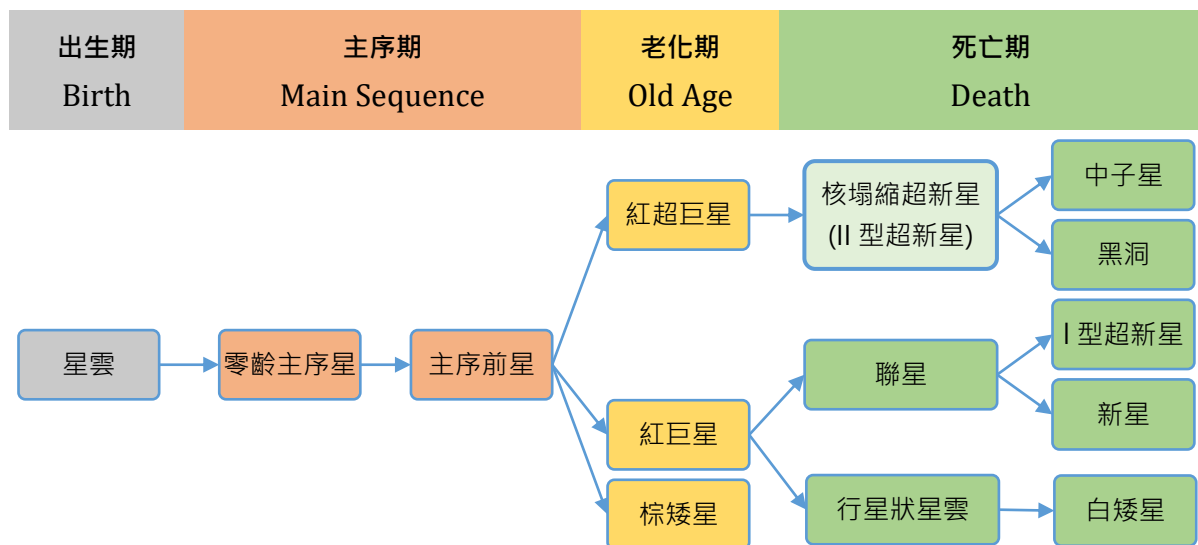 出生期
Birth
主序期
Main Sequence
老化期
Old Age
死亡期
Death
紅超巨星
核塌縮超新星
(II 型超新星)
中子星
黑洞
星雲
零齡主序星
主序前星
紅巨星
棕矮星
聯星
I 型超新星
新星
行星狀星雲
白矮星